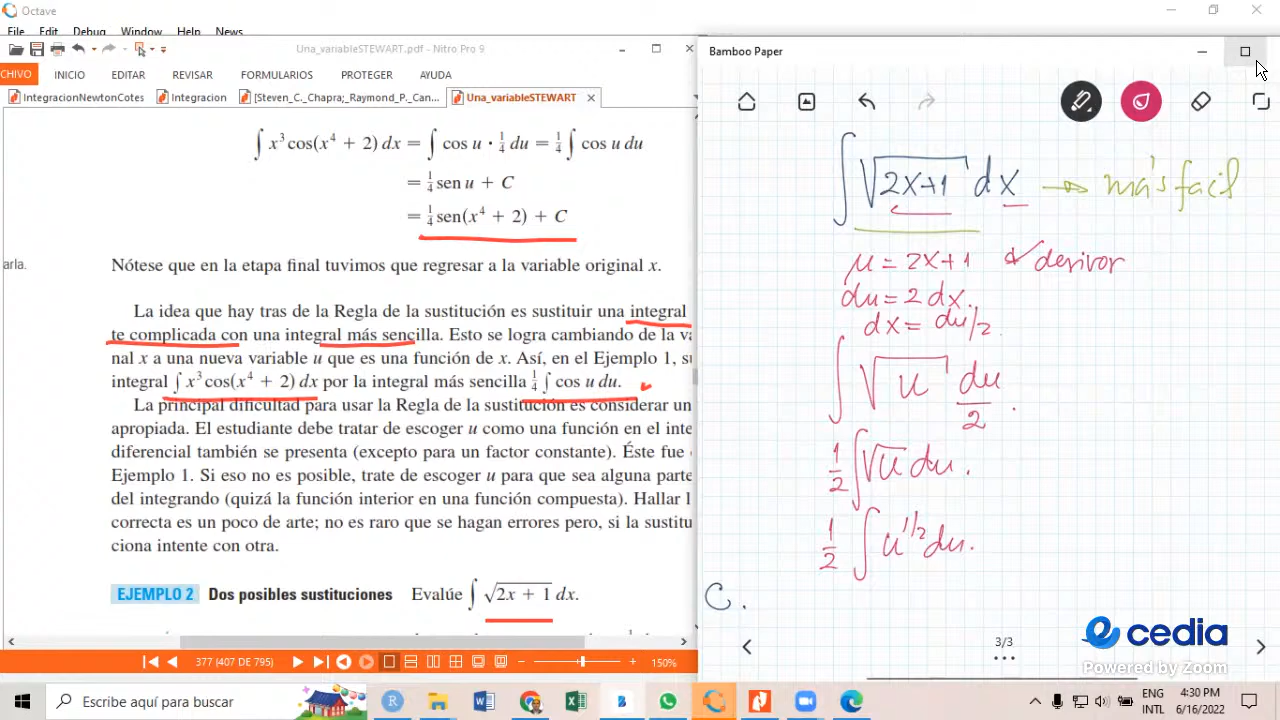 Octave
File Edit Debug Window Help News
Una_variableSTEWART.pdf - Nitro Pro 9
CHIVO INICIO EDITAR REVISAR FORMULARIOS PROTEGER AYUDA
IntegracionNewtonCotes Integracion [Steven_C._Chapra;_Raymond_P._Can... Una_variableSTEWART
∫ x³ cos(x⁴ + 2) dx = ∫ cos u · ¼ du = ¼ ∫ cos u du
= ¼ sen u + C
= ¼ sen(x⁴ + 2) + C
arla. Nótese que en la etapa final tuvimos que regresar a la variable original x.
La idea que hay tras de la Regla de la sustitución es sustituir una integral
te complicada con una integral más sencilla. Esto se logra cambiando de la va
nal x a una nueva variable u que es una función de x. Así, en el Ejemplo 1, su
integral ∫ x³ cos(x⁴ + 2) dx por la integral más sencilla ¼ ∫ cos u du.
La principal dificultad para usar la Regla de la sustitución es considerar un
apropiada. El estudiante debe tratar de escoger u como una función en el inte
diferencial también se presenta (excepto para un factor constante). Éste fue
Ejemplo 1. Si eso no es posible, trate de escoger u para que sea alguna parte
del integrando (quizá la función interior en una función compuesta). Hallar l
correcta es un poco de arte; no es raro que se hagan errores pero, si la sustitu
ciona intente con otra.
EJEMPLO 2 Dos posibles sustituciones Evalúe ∫ √(2x + 1) dx.
377 (407 DE 795)
150%
Bamboo Paper
∫ √(2x+1) dx → más facil
u = 2x+1 derivar
du = 2 dx.
dx = du/2.
∫ √u du/2.
1/2 ∫ √u du.
1/2 ∫ u^1/2 du.
C.
3/3
cedia
Powered by Zoom
Escribe aquí para buscar
ENG
INTL
4:30 PM
6/16/2022